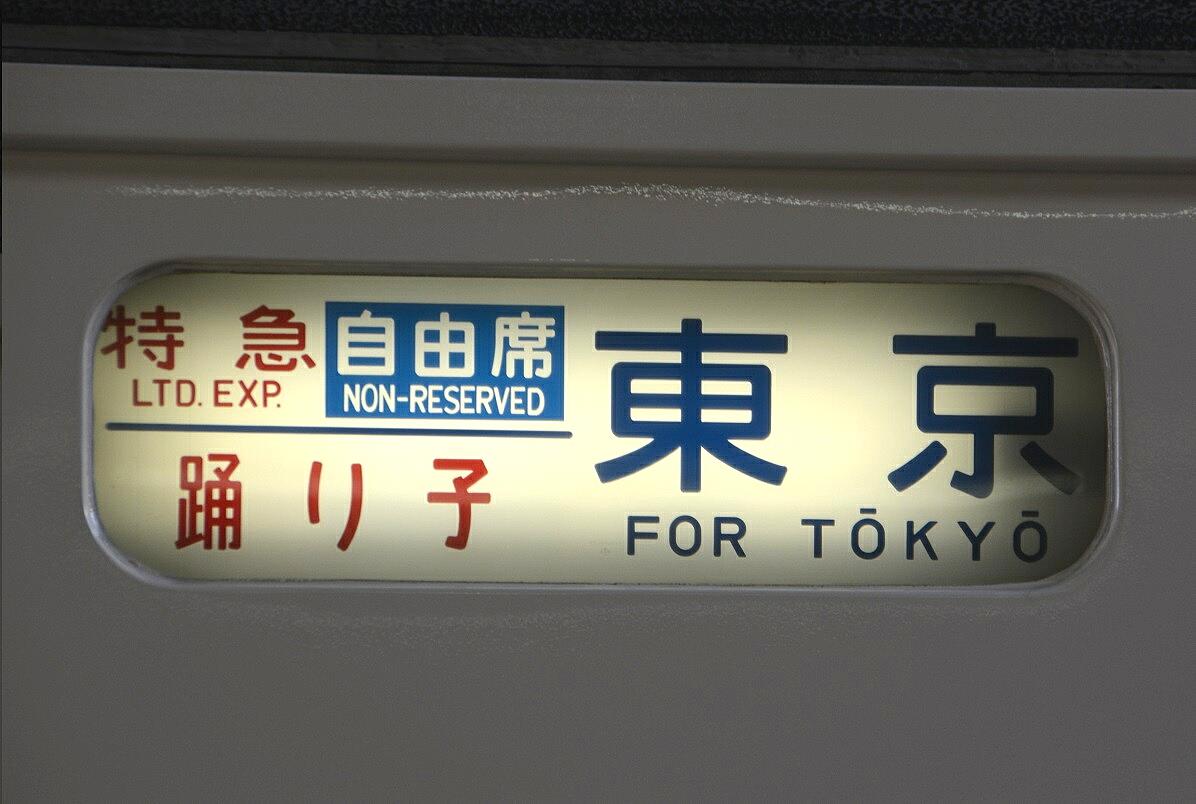 特急 自由席
LTD. EXP. NON-RESERVED
踊り子
東京
FOR TŌKYŌ